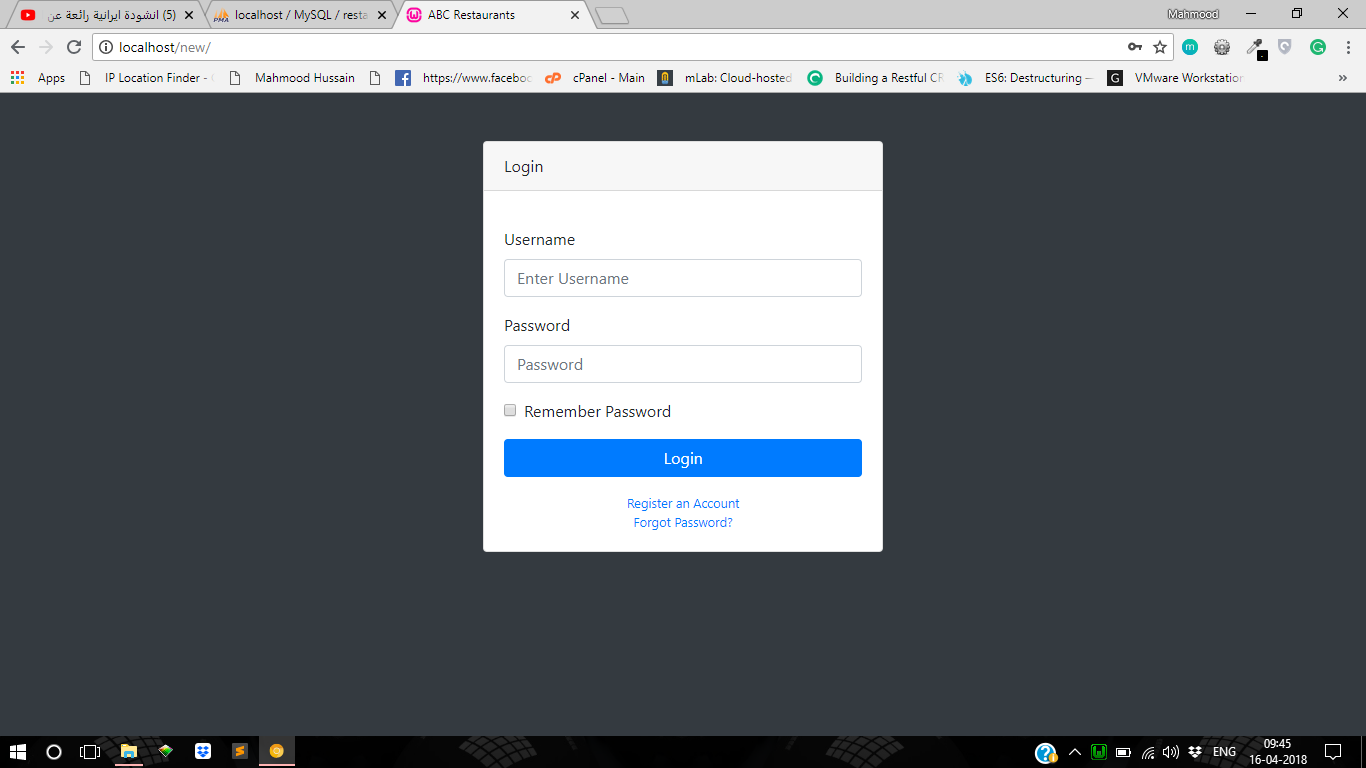 (5) انشودة ايرانية رائعة عن
localhost / MySQL / resta
ABC Restaurants
Mahmood
localhost/new/
Apps
IP Location Finder -
Mahmood Hussain
https://www.faceboo
cPanel - Main
mLab: Cloud-hosted
Building a Restful CR
ES6: Destructuring —
VMware Workstation
Login
Username
Enter Username
Password
Password
Remember Password
Login
Register an Account
Forgot Password?
ENG
09:45
16-04-2018